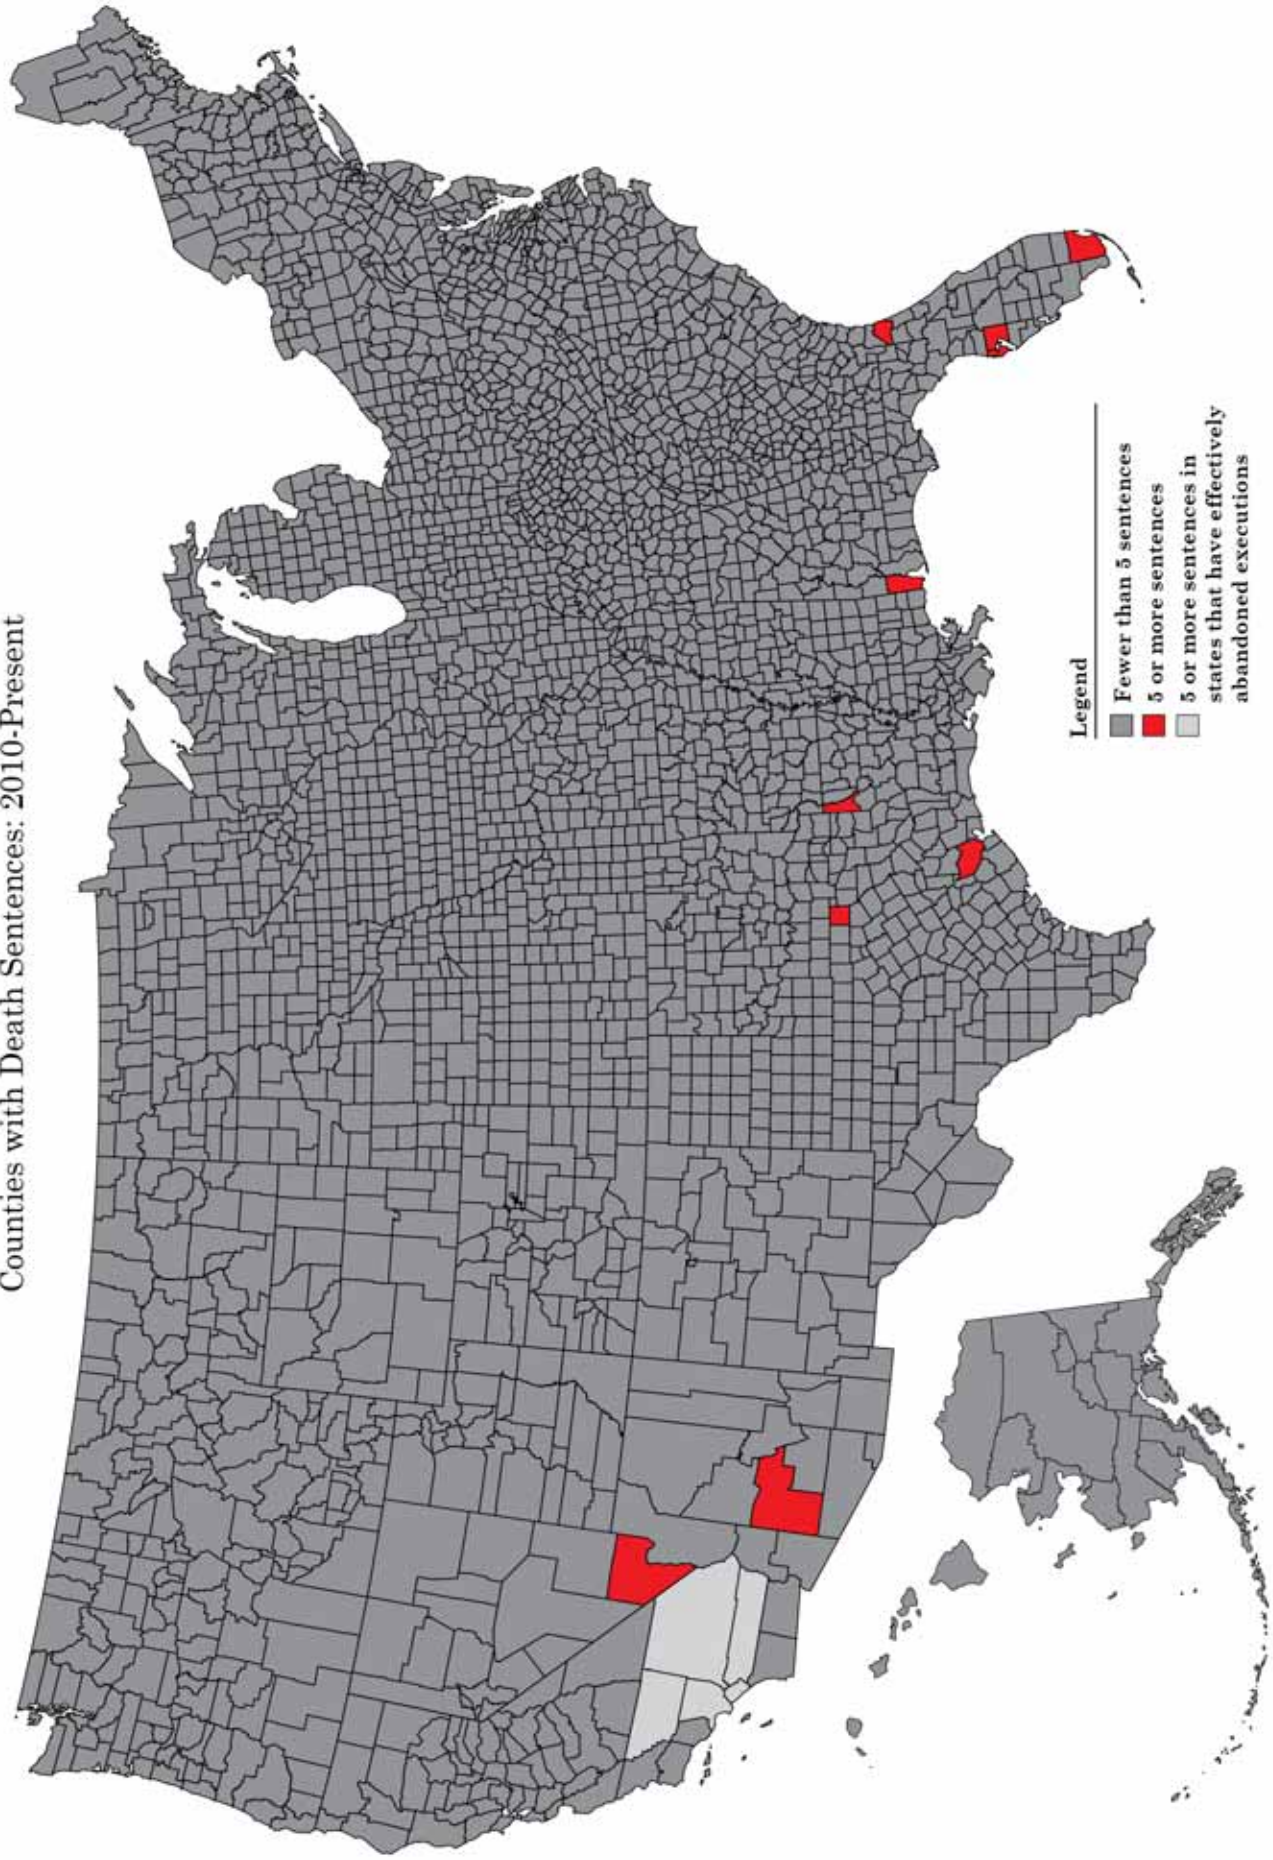 Counties with Death Sentences: 2010-Present
Legend
Fewer than 5 sentences
5 or more sentences
5 or more sentences in
states that have effectively
abandoned executions